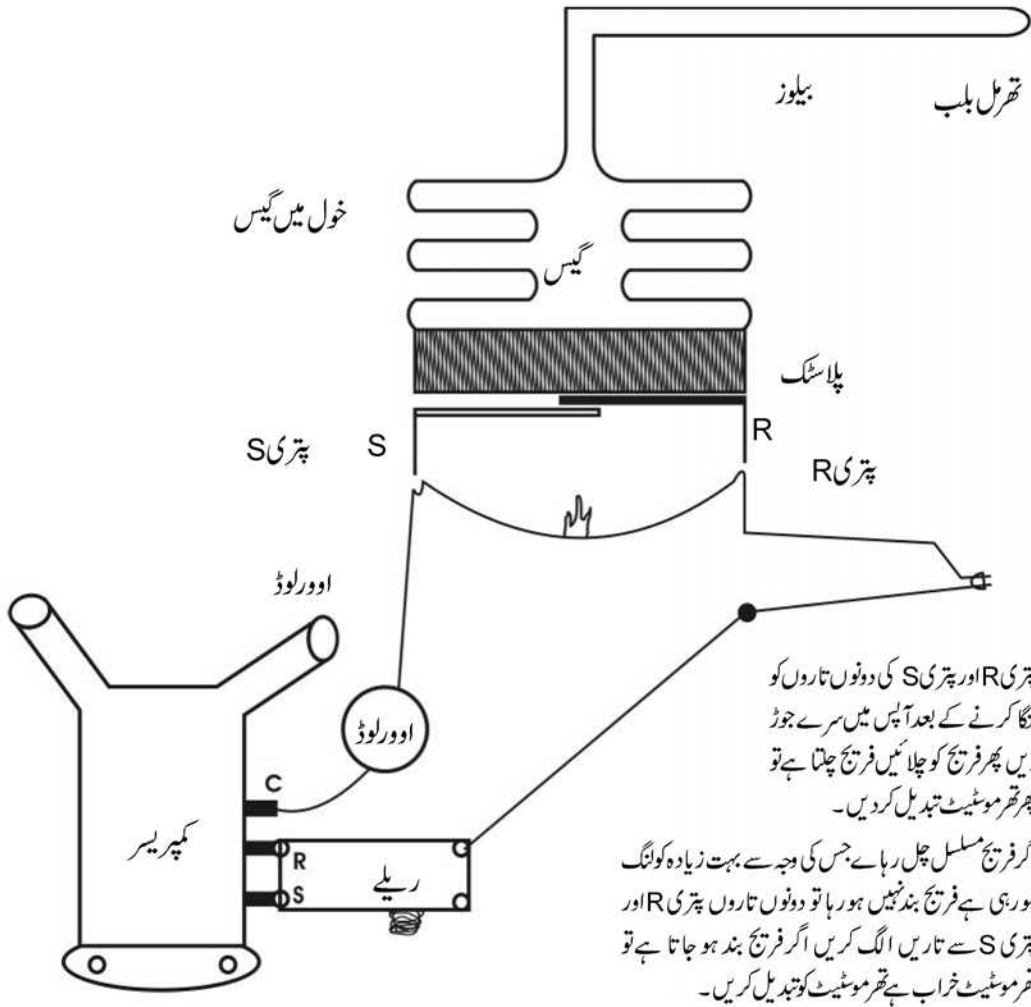 بیلوز
تھرمل بلب
خول میں گیس
گیس
پلاسٹک
S
R
پتری S
پتری R
اوورلوڈ
اوورلوڈ
C
کمپریسر
R
ریلے
S
پتری R اور پتری S کی دونوں تاروں کو
کرنے کے بعد آپس میں سرے جوڑ
پھر فریج کو چلائیں فریج چلتا ہے تو
تھرموسٹیٹ تبدیل کردیں۔
فریج مسلسل چل رہا ہے جس کی وجہ سے بہت زیادہ کولنگ
ہو رہی ہے فریج بند نہیں ہو رہا تو دونوں تاروں پتری R اور
پتری S سے تاریں الگ کریں اگر فریج بند ہو جاتا ہے تو
خراب ہے تھرموسٹیٹ کو تبدیل کریں۔